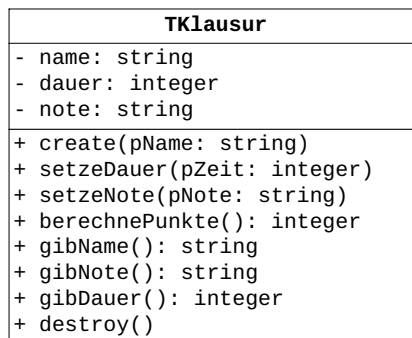 TKlausur
- name: string
- dauer: integer
- note: string
+ create(pName: string)
+ setzeDauer(pZeit: integer)
+ setzeNote(pNote: string)
+ berechnePunkte(): integer
+ gibName(): string
+ gibNote(): string
+ gibDauer(): integer
+ destroy()